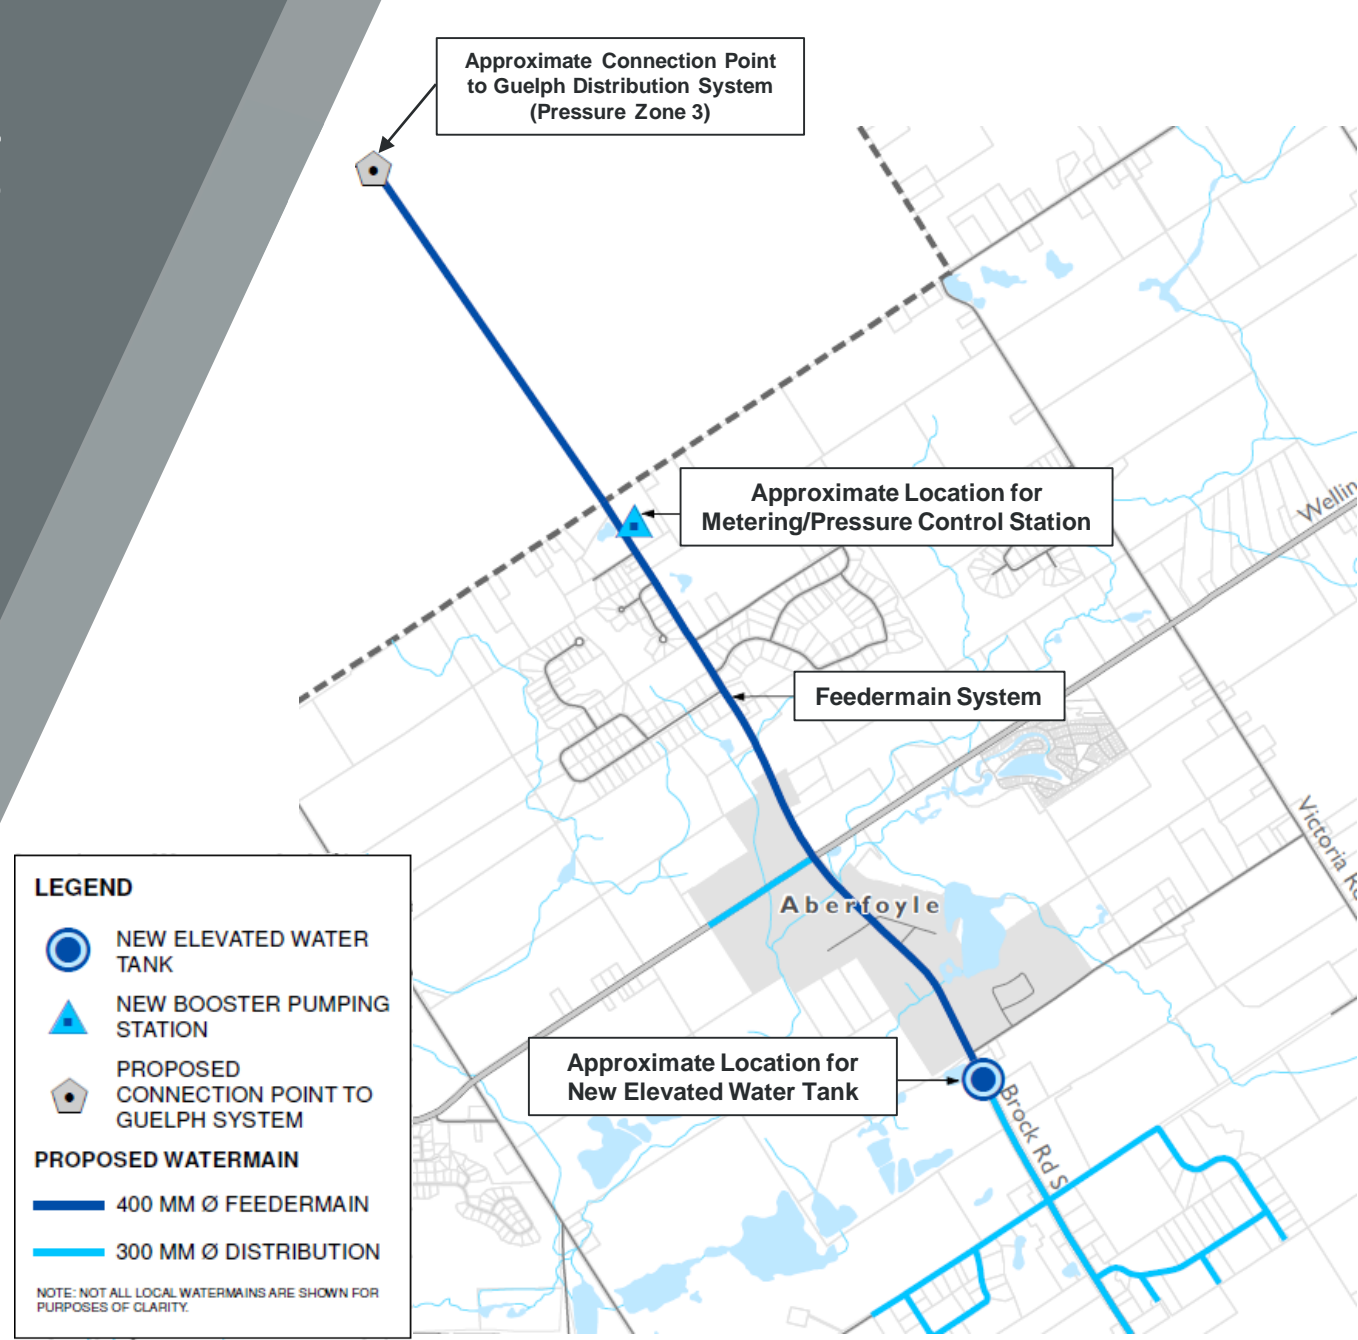 Approximate Connection Point
to Guelph Distribution System
(Pressure Zone 3)
Approximate Location for
Metering/Pressure Control Station
Wellin
Feedermain System
Victoria Rd
Aberfoyle
Approximate Location for
New Elevated Water Tank
Brock Rd S
LEGEND
NEW ELEVATED WATER
TANK
NEW BOOSTER PUMPING
STATION
PROPOSED
CONNECTION POINT TO
GUELPH SYSTEM
PROPOSED WATERMAIN
400 MM Ø FEEDERMAIN
300 MM Ø DISTRIBUTION
NOTE: NOT ALL LOCAL WATERMAINS ARE SHOWN FOR
PURPOSES OF CLARITY.